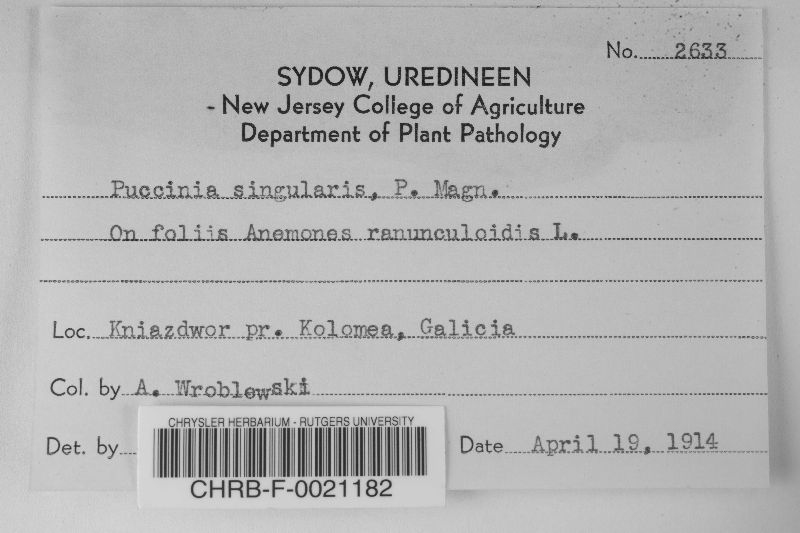 No. 2633
SYDOW, UREDINEEN
- New Jersey College of Agriculture
Department of Plant Pathology
Puccinia singularis, P. Magn.
On foliis Anemones ranunculoidis L.
Loc. Kniazdwor pr. Kolomea, Galicia
Col. by A. Wroblewski
Det. by
Date April 19, 1914
CHRYSLER HERBARIUM - RUTGERS UNIVERSITY
CHRB-F-0021182